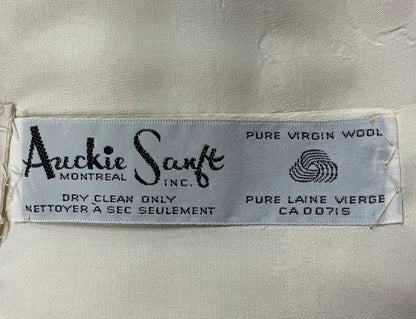 Auckie Sanft
MONTREAL INC.
DRY CLEAN ONLY
NETTOYER A SEC SEULEMENT
PURE VIRGIN WOOL
PURE LAINE VIERGE
CA 00715